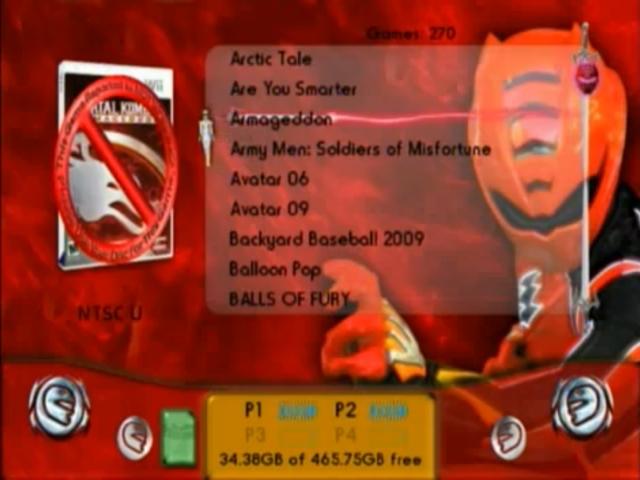 Games: 270
Arctic Tale
Are You Smarter
Armageddon
Army Men: Soldiers of Misfortune
Avatar 06
Avatar 09
Backyard Baseball 2009
Balloon Pop
BALLS OF FURY
NTSC U
P1 P2
P3 P4
34.38GB of 465.75GB free